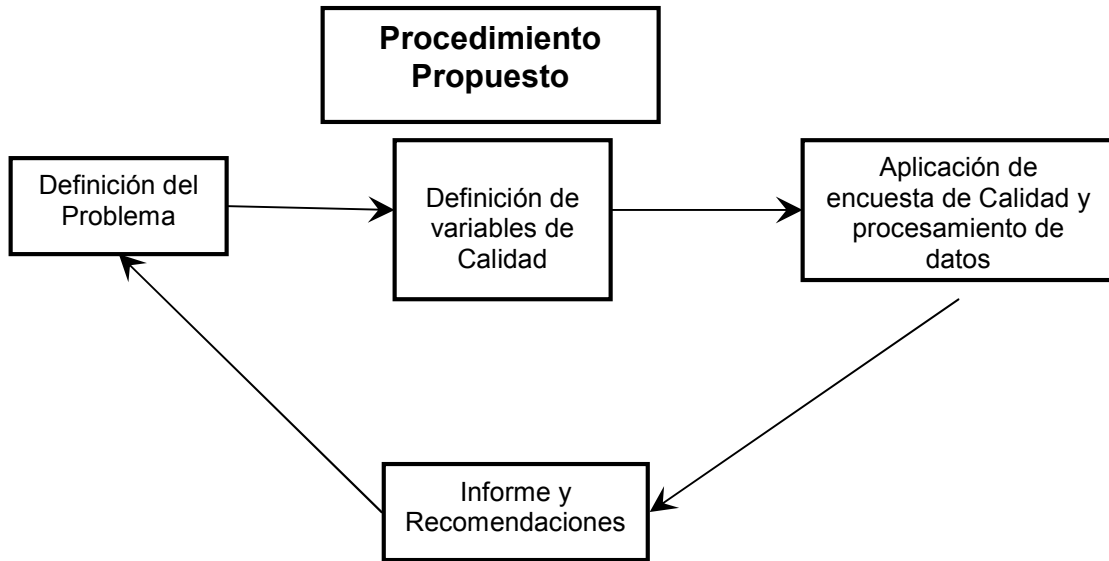 Procedimiento
Propuesto
Definición del
Problema
Definición de
variables de
Calidad
Aplicación de
encuesta de Calidad y
procesamiento de
datos
Informe y
Recomendaciones